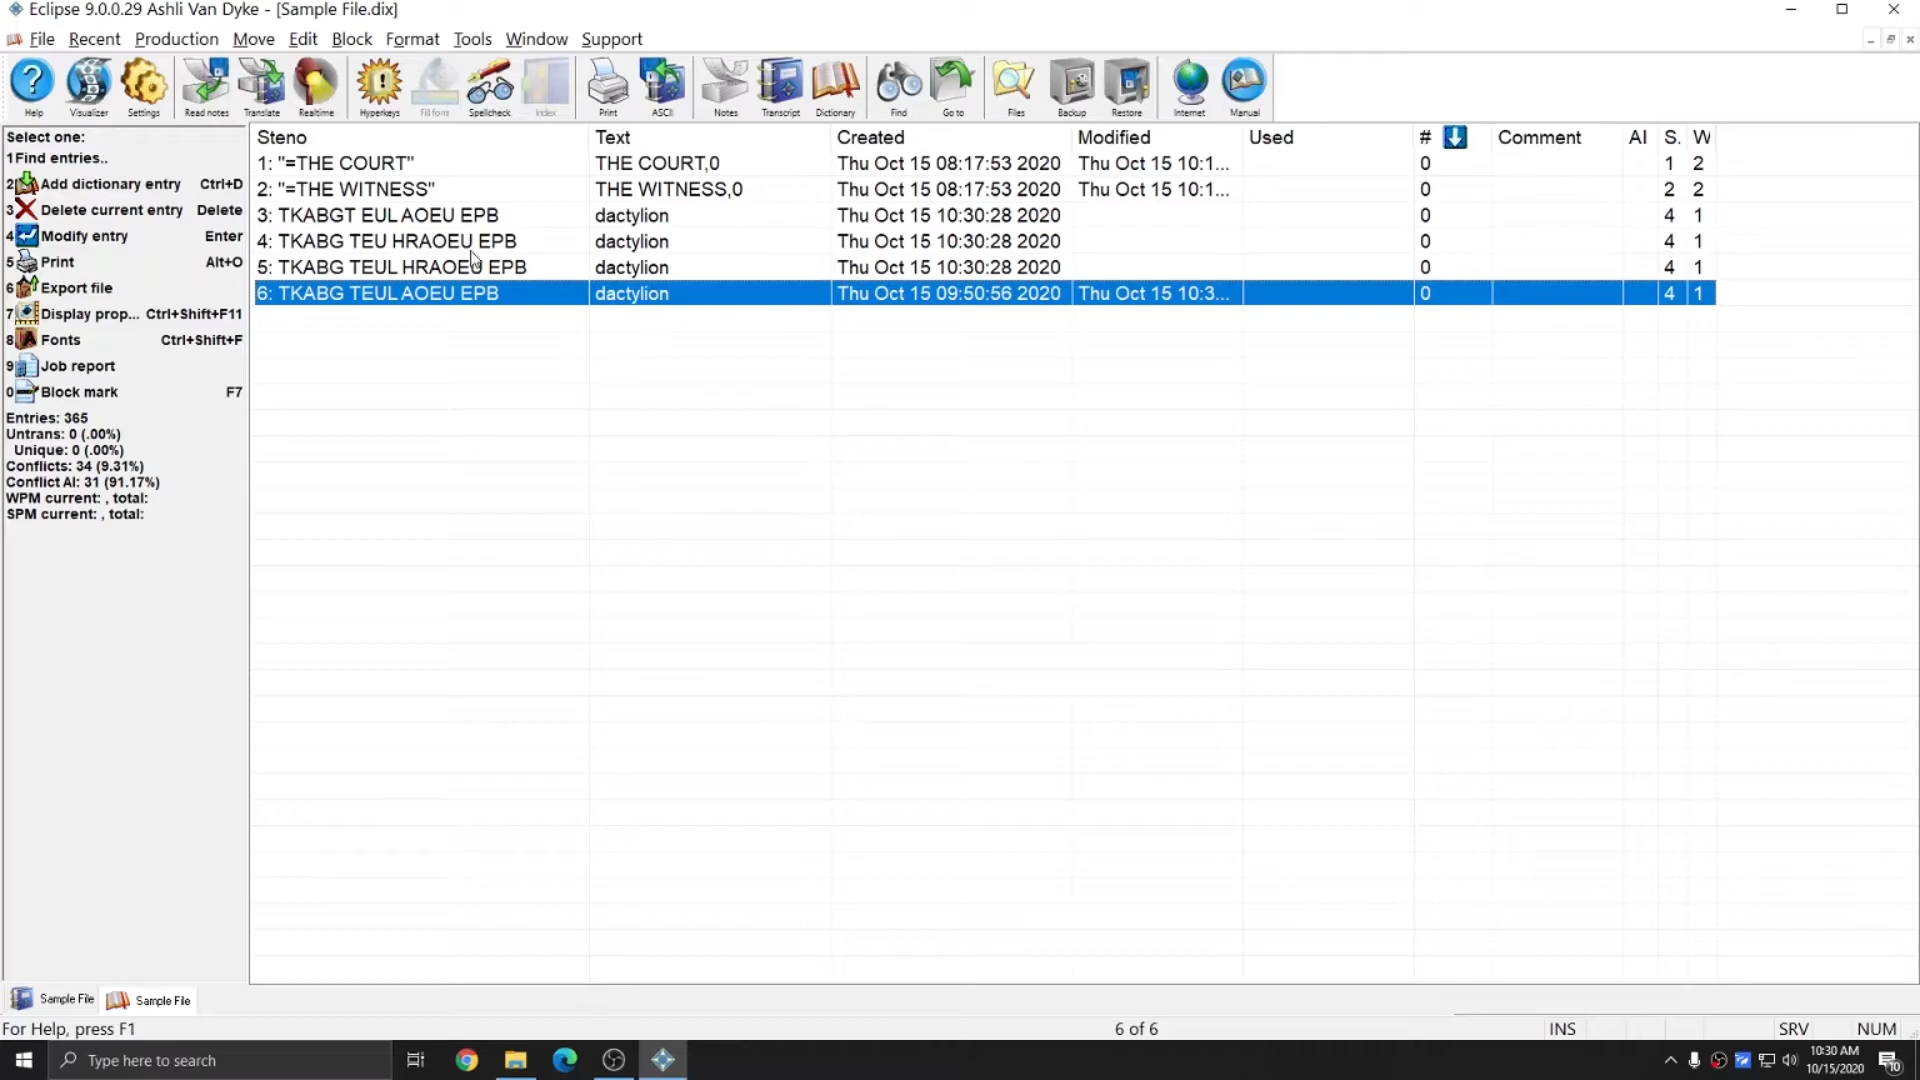 Eclipse 9.0.0.29 Ashli Van Dyke - [Sample File.dix]
File Recent Production Move Edit Block Format Tools Window Support
Help Visualizer Settings Read notes Translate Realtime Hyperkeys Fill form Spellcheck Index Print ASCII Notes Transcript Dictionary Find Go to Files Backup Restore Internet Manual
Select one:
1Find entries..
2 Add dictionary entry Ctrl+D
3 Delete current entry Delete
4 Modify entry Enter
5 Print Alt+O
6 Export file
7 Display prop... Ctrl+Shift+F11
8 Fonts Ctrl+Shift+F
9 Job report
0 Block mark F7
Entries: 365
Untrans: 0 (.00%)
Unique: 0 (.00%)
Conflicts: 34 (9.31%)
Conflict AI: 31 (91.17%)
WPM current: , total:
SPM current: , total:
Steno Text Created Modified Used # Comment AI S. W
1: "=THE COURT" THE COURT,0 Thu Oct 15 08:17:53 2020 Thu Oct 15 10:1... 0 1 2
2: "=THE WITNESS" THE WITNESS,0 Thu Oct 15 08:17:53 2020 Thu Oct 15 10:1... 0 2 2
3: TKABGT EUL AOEU EPB dactylion Thu Oct 15 10:30:28 2020 0 4 1
4: TKABG TEU HRAOEU EPB dactylion Thu Oct 15 10:30:28 2020 0 4 1
5: TKABG TEUL HRAOEU EPB dactylion Thu Oct 15 10:30:28 2020 0 4 1
6: TKABG TEUL AOEU EPB dactylion Thu Oct 15 09:50:56 2020 Thu Oct 15 10:3... 0 4 1
Sample File Sample File
For Help, press F1 6 of 6 INS SRV NUM
Type here to search
10:30 AM
10/15/2020
10